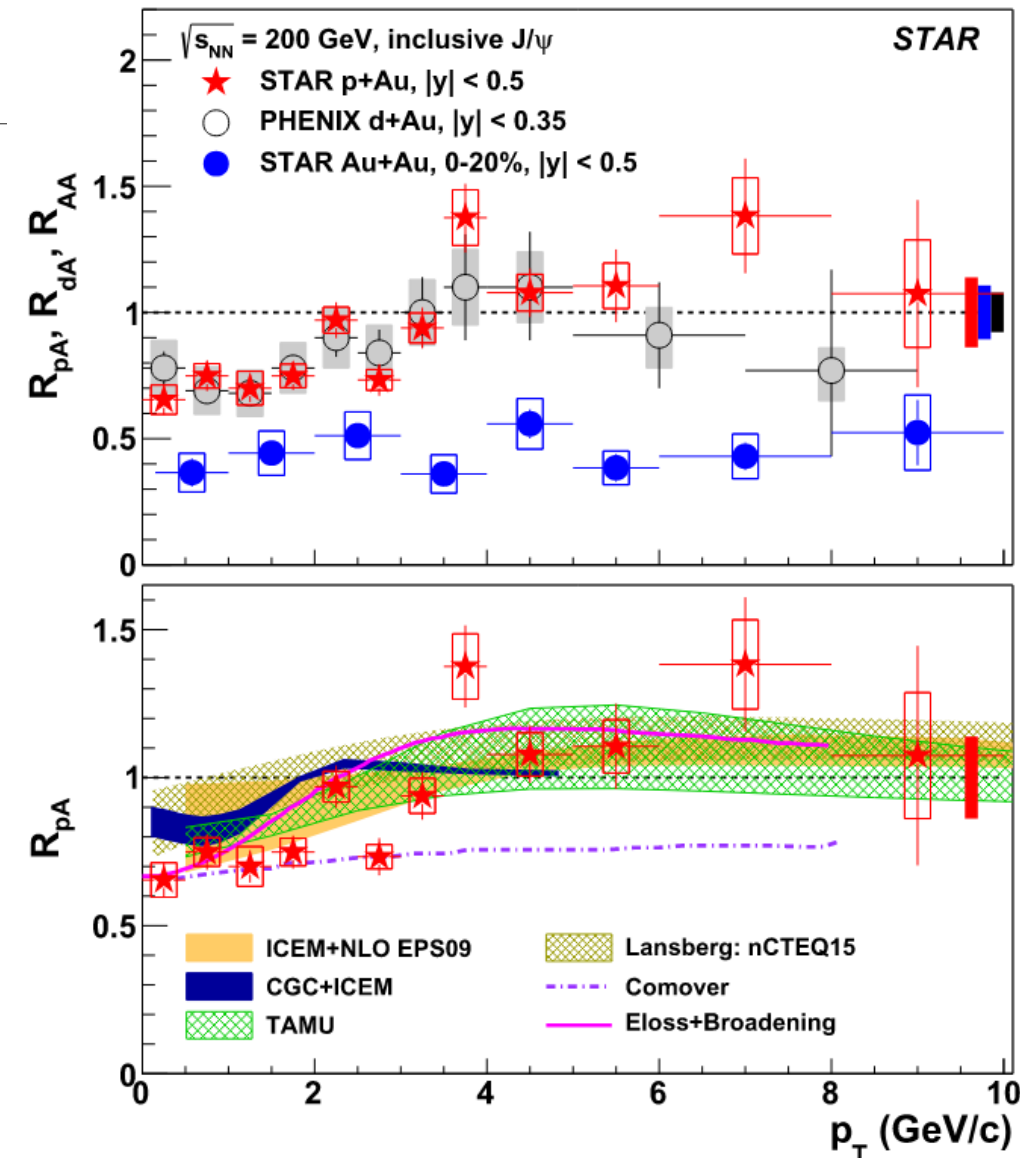 √s_NN = 200 GeV, inclusive J/ψ
STAR
STAR p+Au, |y| < 0.5
PHENIX d+Au, |y| < 0.35
STAR Au+Au, 0-20%, |y| < 0.5
R_pA, R_dA, R_AA
2
1.5
1
0.5
0
R_pA
1.5
1
0.5
0
ICEM+NLO EPS09
CGC+ICEM
TAMU
Lansberg: nCTEQ15
Comover
Eloss+Broadening
0 2 4 6 8 10
p_T (GeV/c)